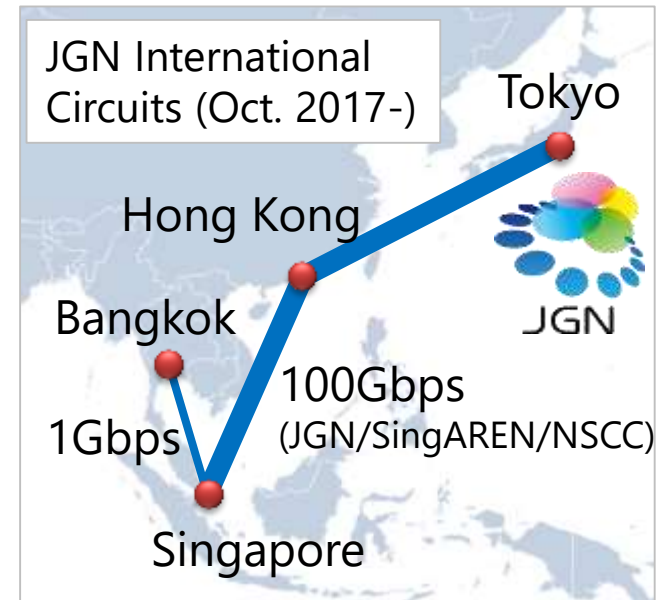 JGN International
Circuits (Oct. 2017-)
Tokyo
Hong Kong
JGN
Bangkok
100Gbps
1Gbps
(JGN/SingAREN/NSCC)
Singapore